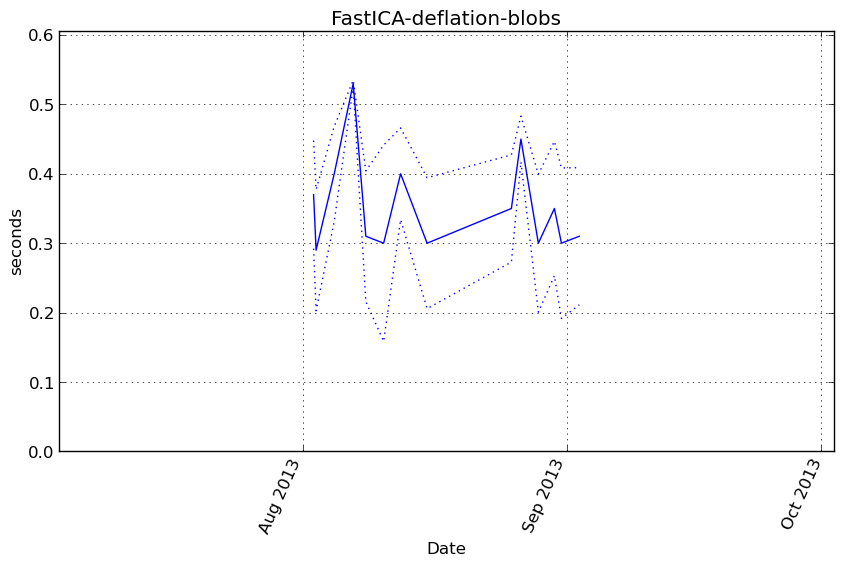 FastICA-deflation-blobs
0.6
0.5
0.4
0.3
0.2
0.1
0.0
seconds
Aug 2013
Sep 2013
Oct 2013
Date